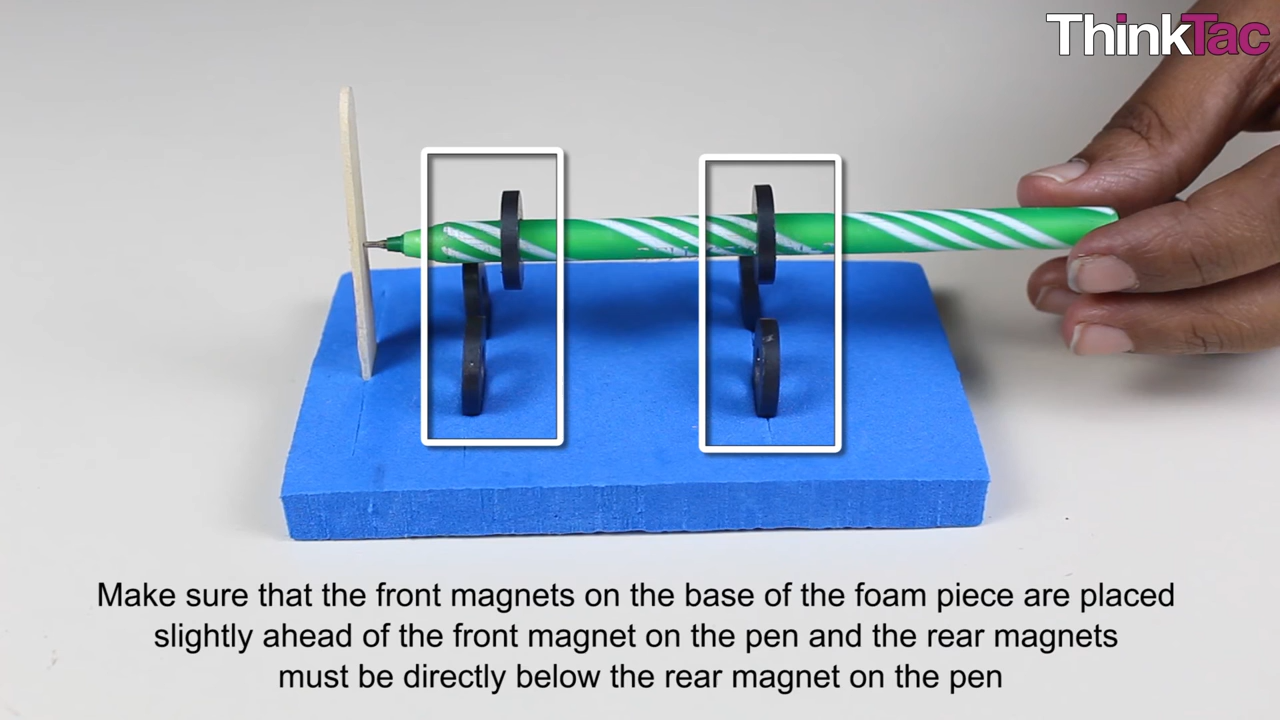 ThinkTac
Make sure that the front magnets on the base of the foam piece are placed
slightly ahead of the front magnet on the pen and the rear magnets
must be directly below the rear magnet on the pen